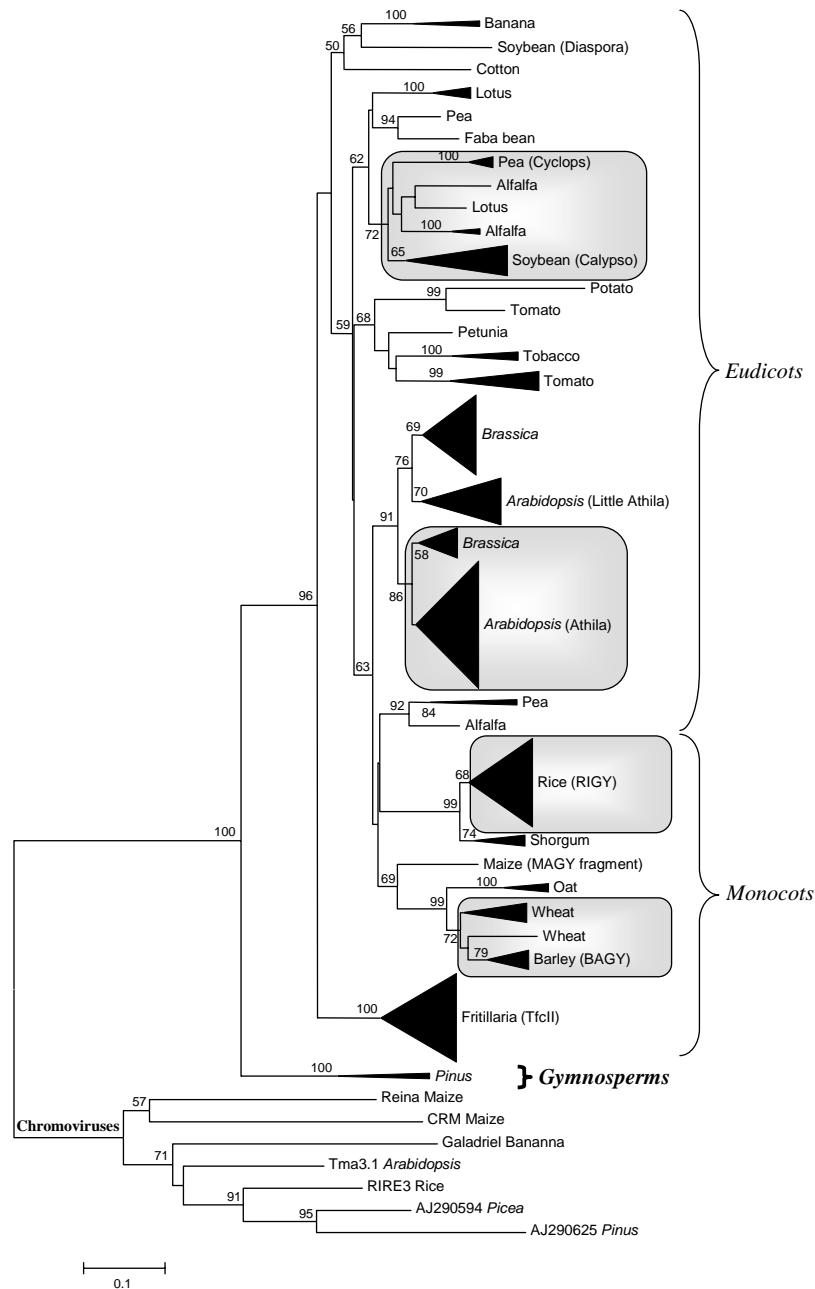 100
Banana
56
50
Soybean (Diaspora)
Cotton
100
Lotus
Pea
94
Faba bean
62
100
Pea (Cyclops)
Alfalfa
Lotus
100
Alfalfa
72
65
Soybean (Calypso)
Potato
99
Tomato
59
68
Petunia
100
Tobacco
99
Tomato
Eudicots
69
Brassica
76
70
Arabidopsis (Little Athila)
91
Brassica
58
86
Arabidopsis (Athila)
96
63
92
Pea
84
Alfalfa
68
Rice (RIGY)
99
74
Shorgum
100
Maize (MAGY fragment)
69
100
Oat
99
Wheat
Monocots
72
Wheat
79
Barley (BAGY)
100
Fritillaria (TfcII)
100
Pinus
Gymnosperms
57
Reina Maize
CRM Maize
Chromoviruses
Galadriel Bananna
71
Tma3.1 Arabidopsis
RIRE3 Rice
91
AJ290594 Picea
95
AJ290625 Pinus
0.1